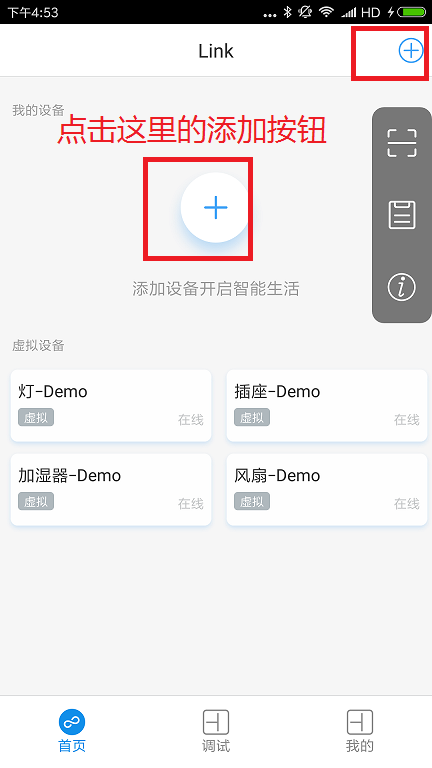 下午4:53
... HD
Link
我的设备
点击这里的添加按钮
添加设备开启智能生活
虚拟设备
灯-Demo
虚拟
在线
插座-Demo
虚拟
在线
加湿器-Demo
虚拟
在线
风扇-Demo
虚拟
在线
首页
调试
我的